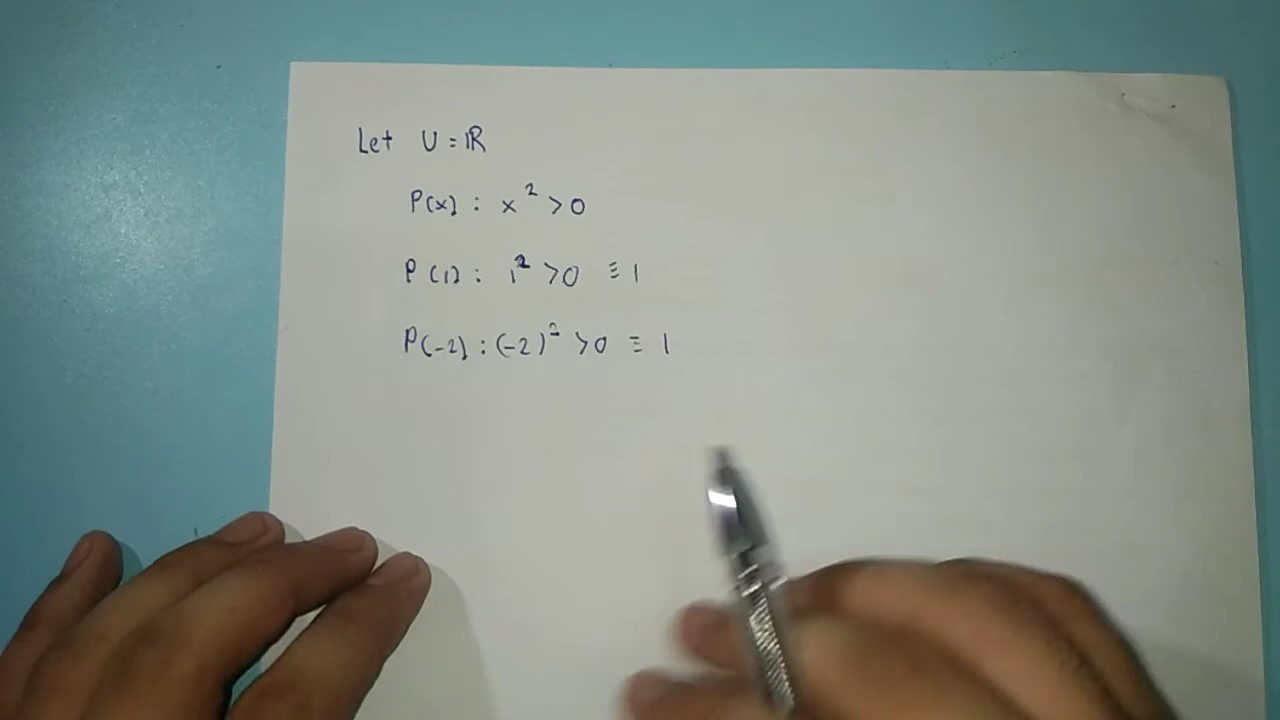 Let U = ℝ
P(x) : x² > 0
P(1) : 1² > 0 ≡ 1
P(-2) : (-2)² > 0 ≡ 1